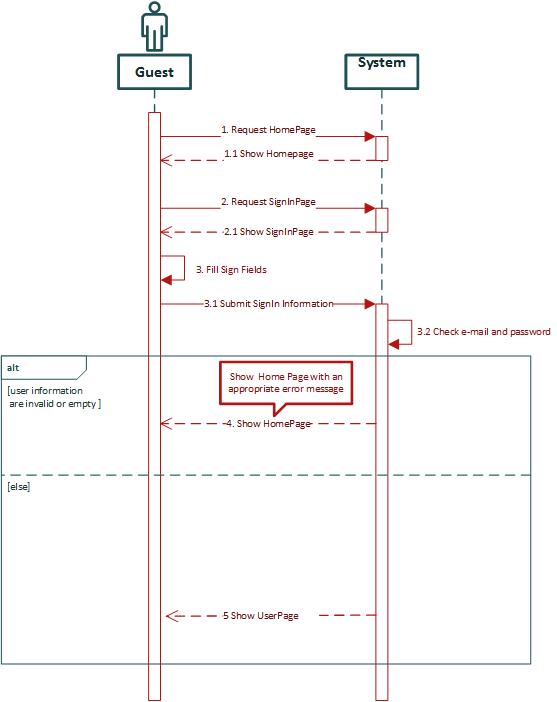 Guest
System
1. Request HomePage
1.1 Show Homepage
2. Request SignInPage
2.1 Show SignInPage
3. Fill Sign Fields
3.1 Submit SignIn Information
3.2 Check e-mail and password
alt
[user information
are invalid or empty ]
Show Home Page with an
appropriate error message
4. Show HomePage
[else]
5 Show UserPage